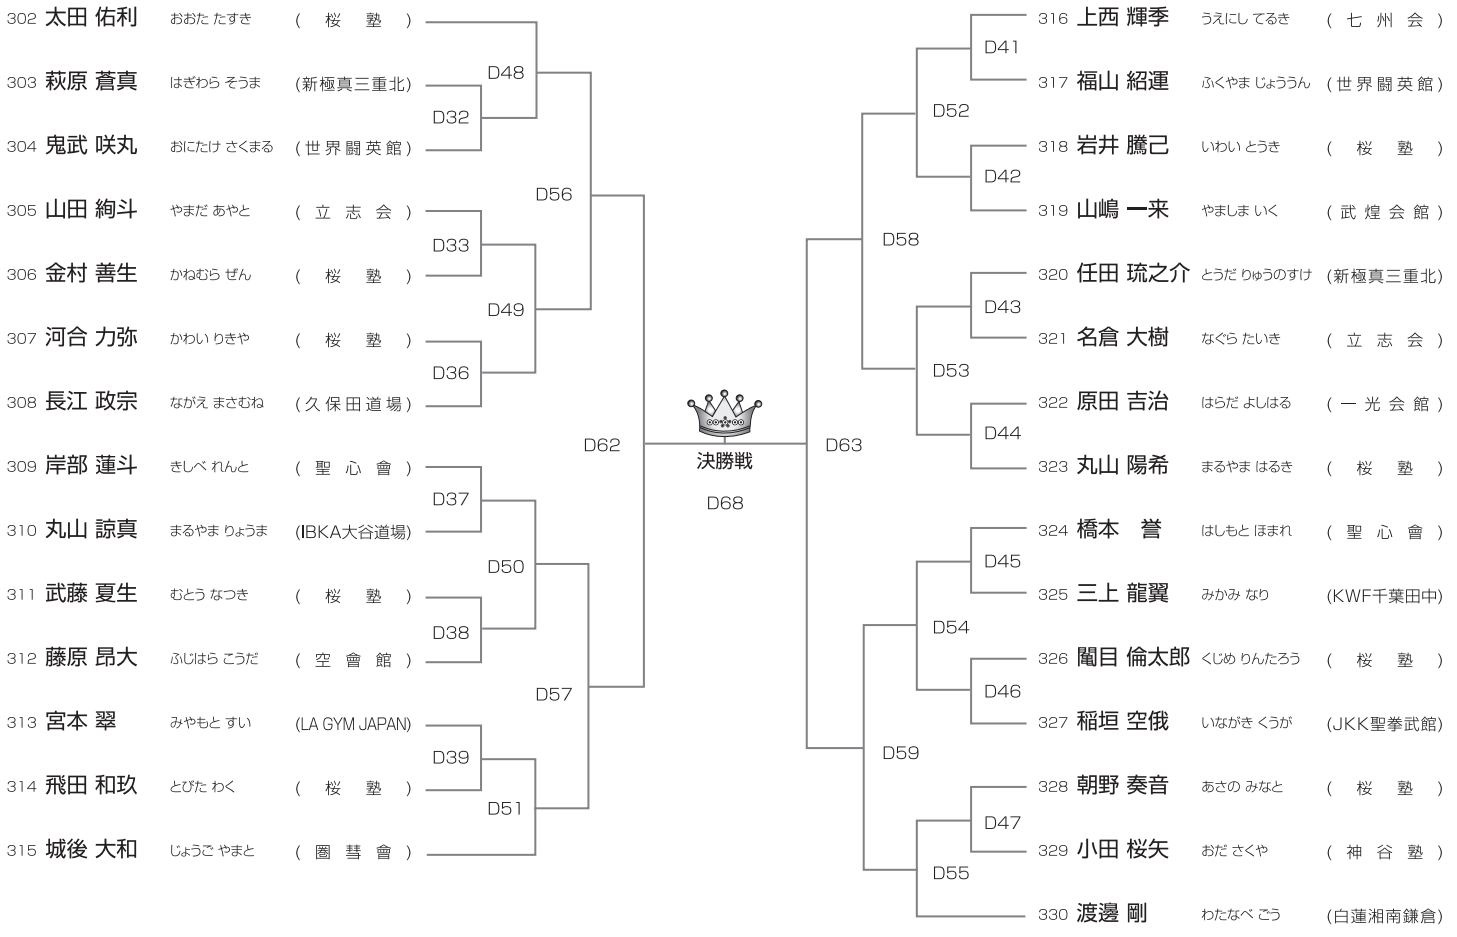 302 太田 佑利 おおた たすき (桜塾)
303 萩原 蒼真 はぎわら そうま (新極真三重北)
304 鬼武 咲丸 おにたけ さくまる (世界闘英館)
305 山田 絢斗 やまだ あやと (立志会)
306 金村 善生 かねむら ぜん (桜塾)
307 河合 力弥 かわい りきや (桜塾)
308 長江 政宗 ながえ まさむね (久保田道場)
309 岸部 蓮斗 きしべ れんと (聖心會)
310 丸山 諒真 まるやま りょうま (IBKA大谷道場)
311 武藤 夏生 むとう なつき (桜塾)
312 藤原 昂大 ふじはら こうだ (空會館)
313 宮本 翠 みやもと すい (LA GYM JAPAN)
314 飛田 和玖 とびた わく (桜塾)
315 城後 大和 じょうご やまと (圏彗會)
D32
D33
D36
D37
D38
D39
D48
D49
D50
D51
D56
D57
D62
決勝戦
D68
D63
D58
D59
D52
D53
D54
D55
D41
D42
D43
D44
D45
D46
D47
316 上西 輝季 うえにし てるき (七州会)
317 福山 紹運 ふくやま じょううん (世界闘英館)
318 岩井 騰己 いわい とうき (桜塾)
319 山嶋 一来 やましま いく (武煌会館)
320 任田 琉之介 とうだ りゅうのすけ (新極真三重北)
321 名倉 大樹 なぐら たいき (立志会)
322 原田 吉治 はらだ よしはる (一光会館)
323 丸山 陽希 まるやま はるき (桜塾)
324 橋本 誉 はしもと ほまれ (聖心會)
325 三上 龍翼 みかみ なり (KWF千葉田中)
326 闖目 倫太郎 くじめ りんたろう (桜塾)
327 稲垣 空俄 いながき くうが (JKK聖拳武館)
328 朝野 奏音 あさの みなと (桜塾)
329 小田 桜矢 おだ さくや (神谷塾)
330 渡邊 剛 わたなべ ごう (白蓮湘南鎌倉)